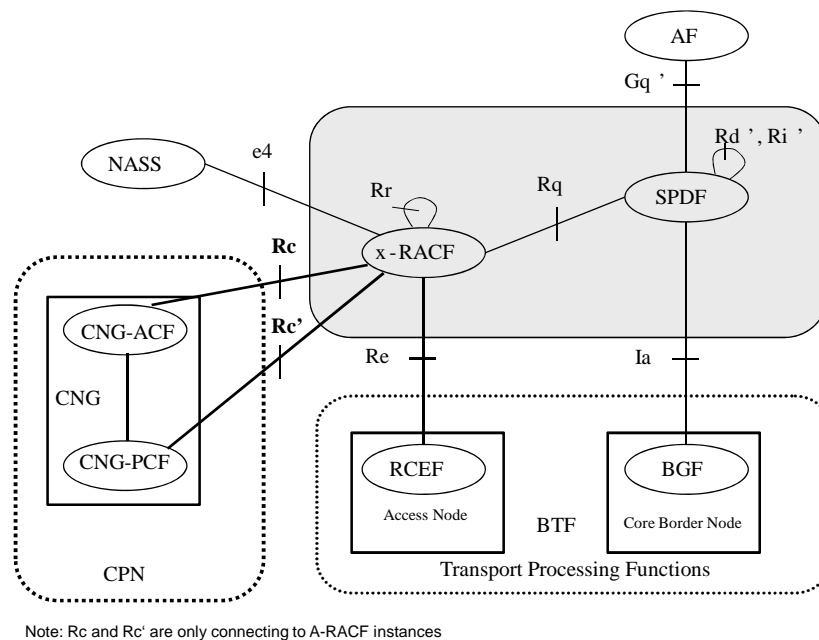 AF
Gq ’
Rd ’, Ri ’
e4
NASS
Rr
Rq
SPDF
x-RACF
Rc
Rc’
CNG-ACF
CNG
CNG-PCF
CPN
Re
Ia
RCEF
Access Node
BTF
BGF
Core Border Node
Transport Processing Functions
Note: Rc and Rc‘ are only connecting to A-RACF instances